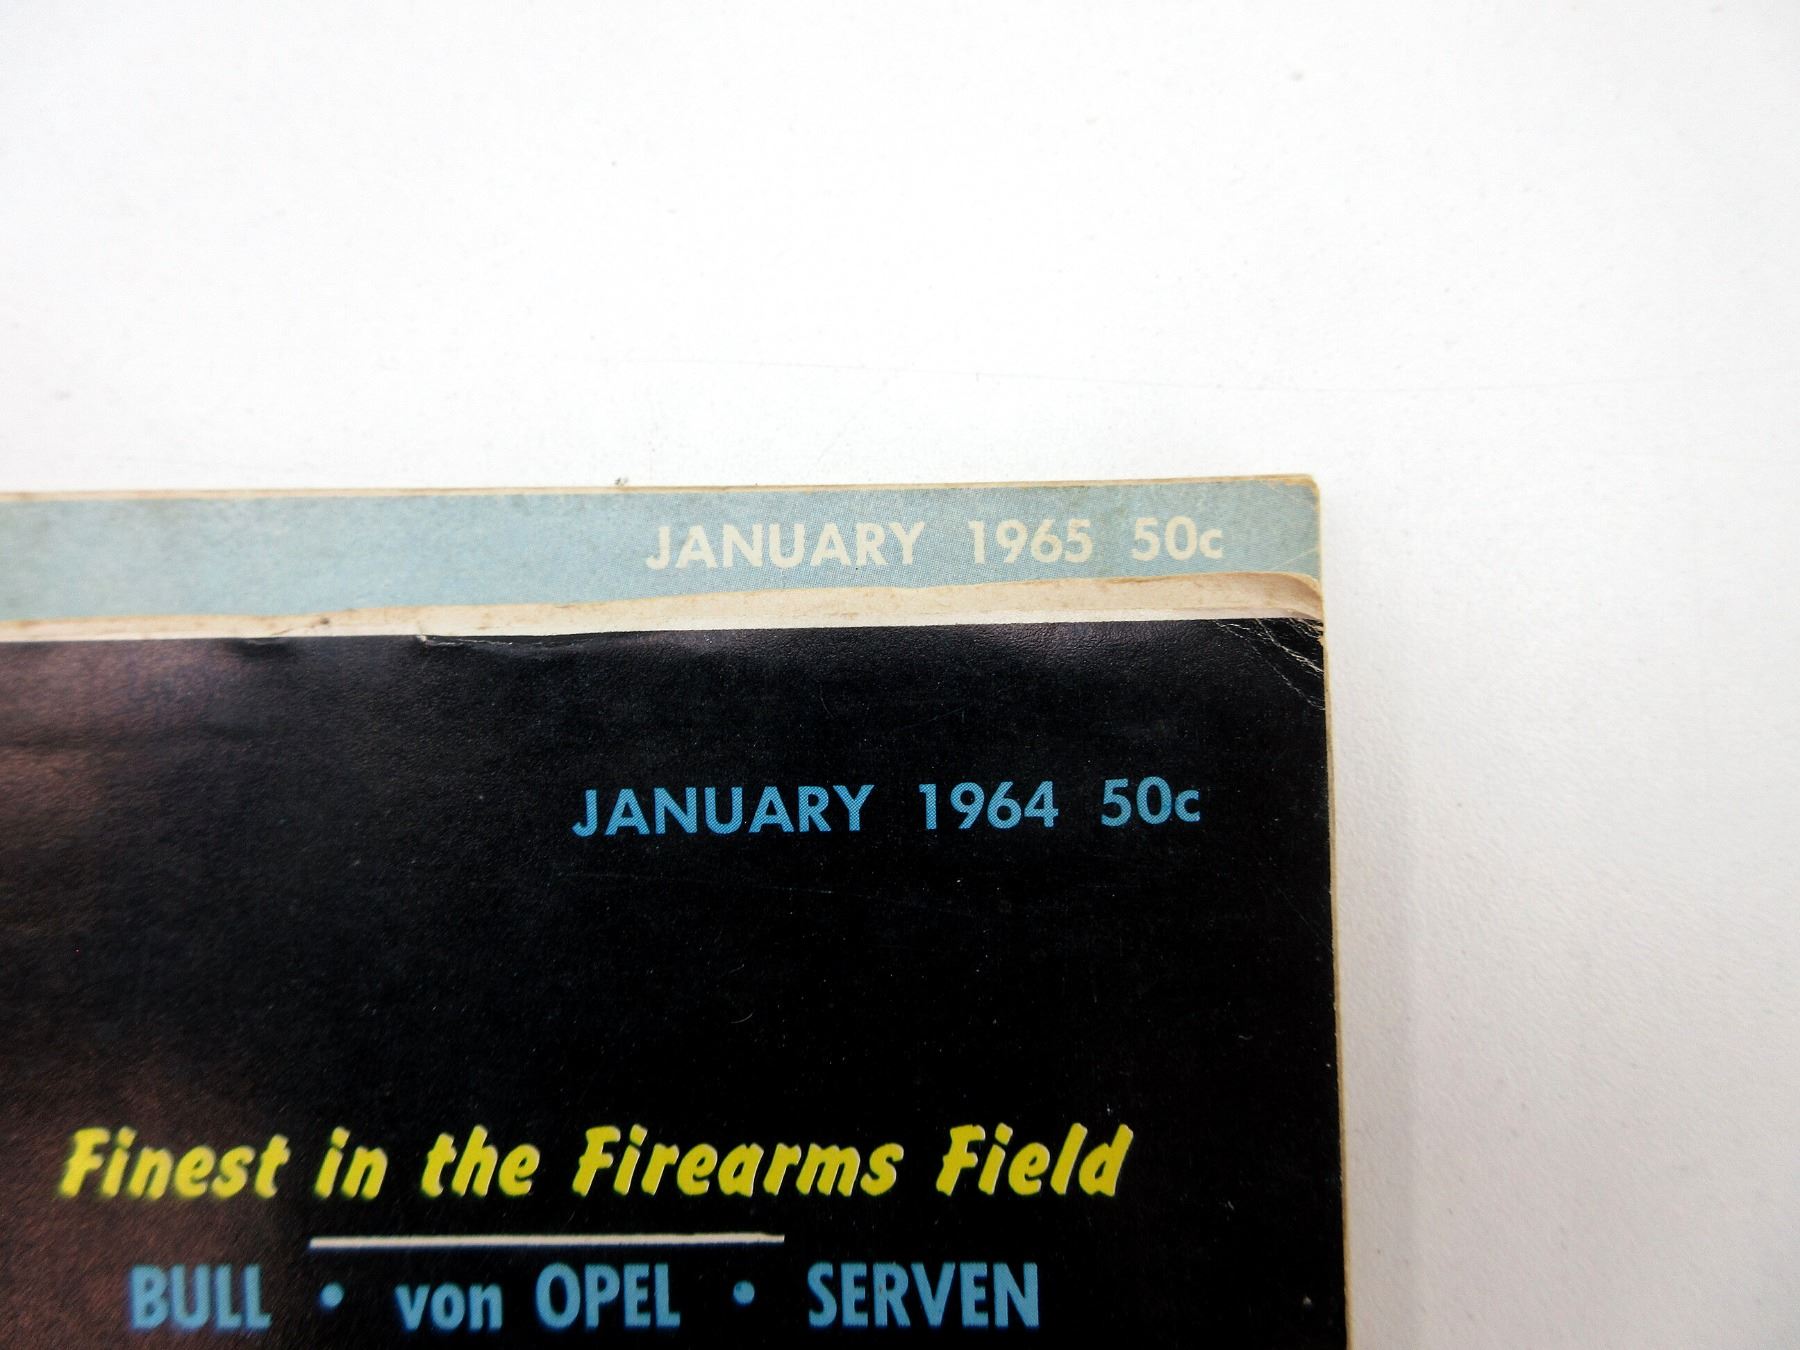 JANUARY 1965 50c
JANUARY 1964 50c
Finest in the Firearms Field
BULL • von OPEL • SERVEN